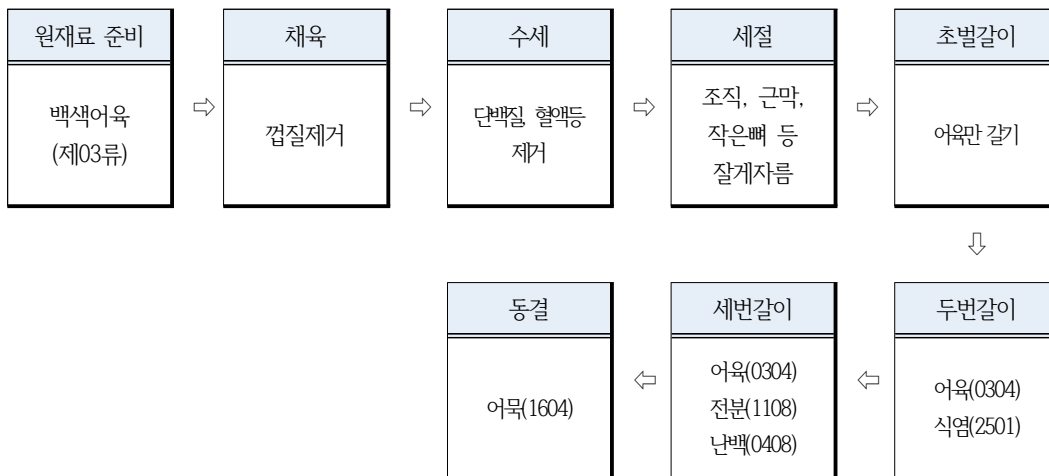 원재료 준비
백색어육
(제03류)
⇨
채육
껍질제거
⇨
수세
단백질, 혈액등
제거
⇨
세절
조직, 근막,
작은뼈 등
잘게자름
⇨
초벌갈이
어육만 갈기
⇩
두번갈이
어육(0304)
식염(2501)
⇦
세번갈이
어육(0304)
전분(1108)
난백(0408)
⇦
동결
어묵(1604)